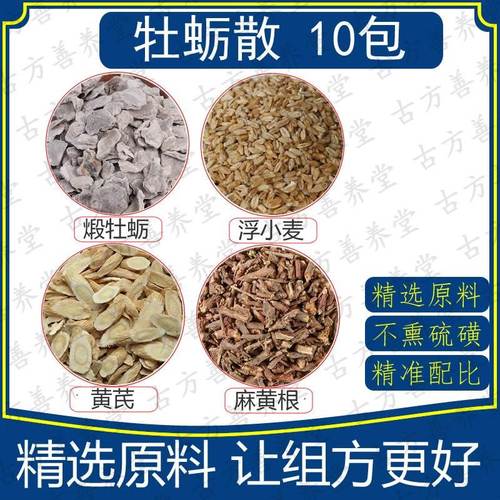 牡蛎散 10包
煅牡蛎
浮小麦
黄芪
麻黄根
精选原料
不熏硫磺
精准配比
精选原料 让组方更好
古方善养堂